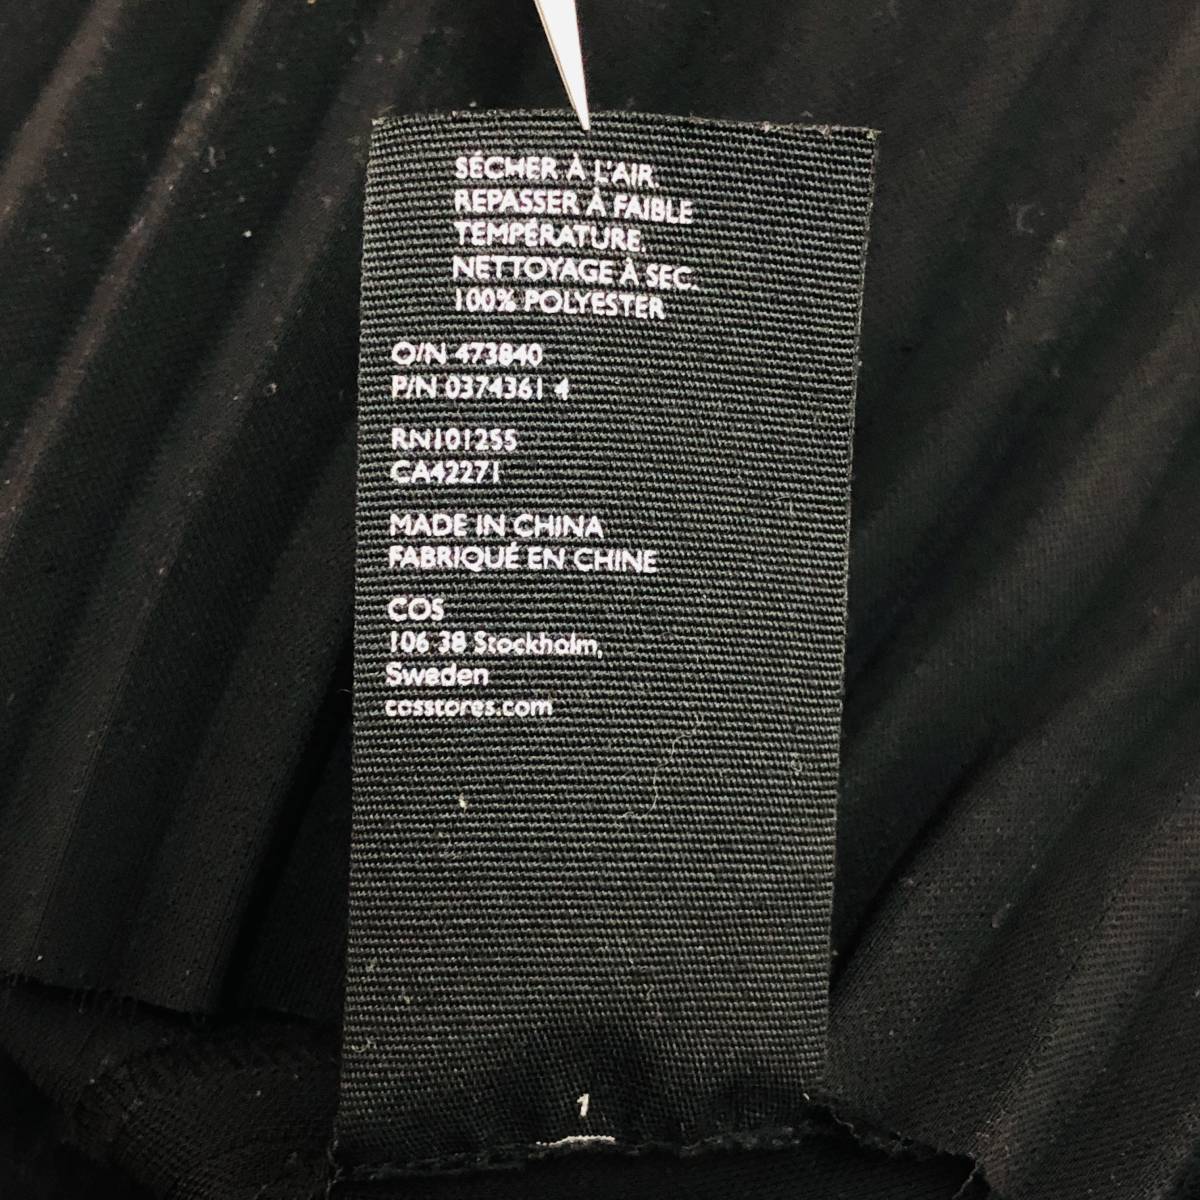 SÉCHER À L'AIR.
REPASSER À FAIBLE
TEMPÉRATURE.
NETTOYAGE À SEC.
100% POLYESTER
O/N 473840
P/N 0374361 4
RN101255
CA42271
MADE IN CHINA
FABRIQUÉ EN CHINE
COS
106 38 Stockholm,
Sweden
cosstores.com
1